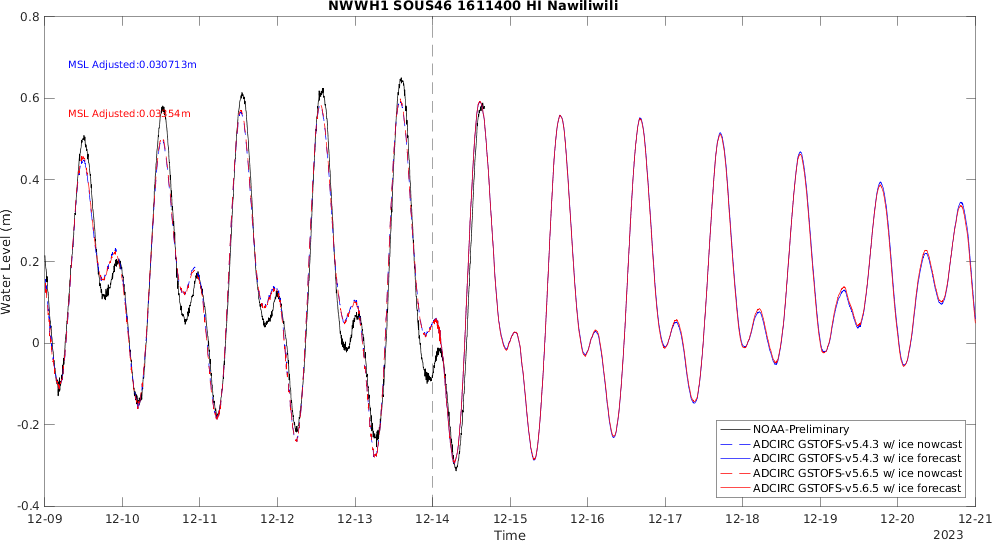 NWWH1 SOUS46 1611400 HI Nawiliwili
0.8
MSL Adjusted:0.030713m
0.6
MSL Adjusted:0.03354m
0.4
0.2
0
-0.2
-0.4
Water Level (m)
NOAA-Preliminary
ADCIRC GSTOFS-v5.4.3 w/ ice nowcast
ADCIRC GSTOFS-v5.4.3 w/ ice forecast
ADCIRC GSTOFS-v5.6.5 w/ ice nowcast
ADCIRC GSTOFS-v5.6.5 w/ ice forecast
12-09 12-10 12-11 12-12 12-13 12-14 12-15 12-16 12-17 12-18 12-19 12-20 12-21
Time
2023